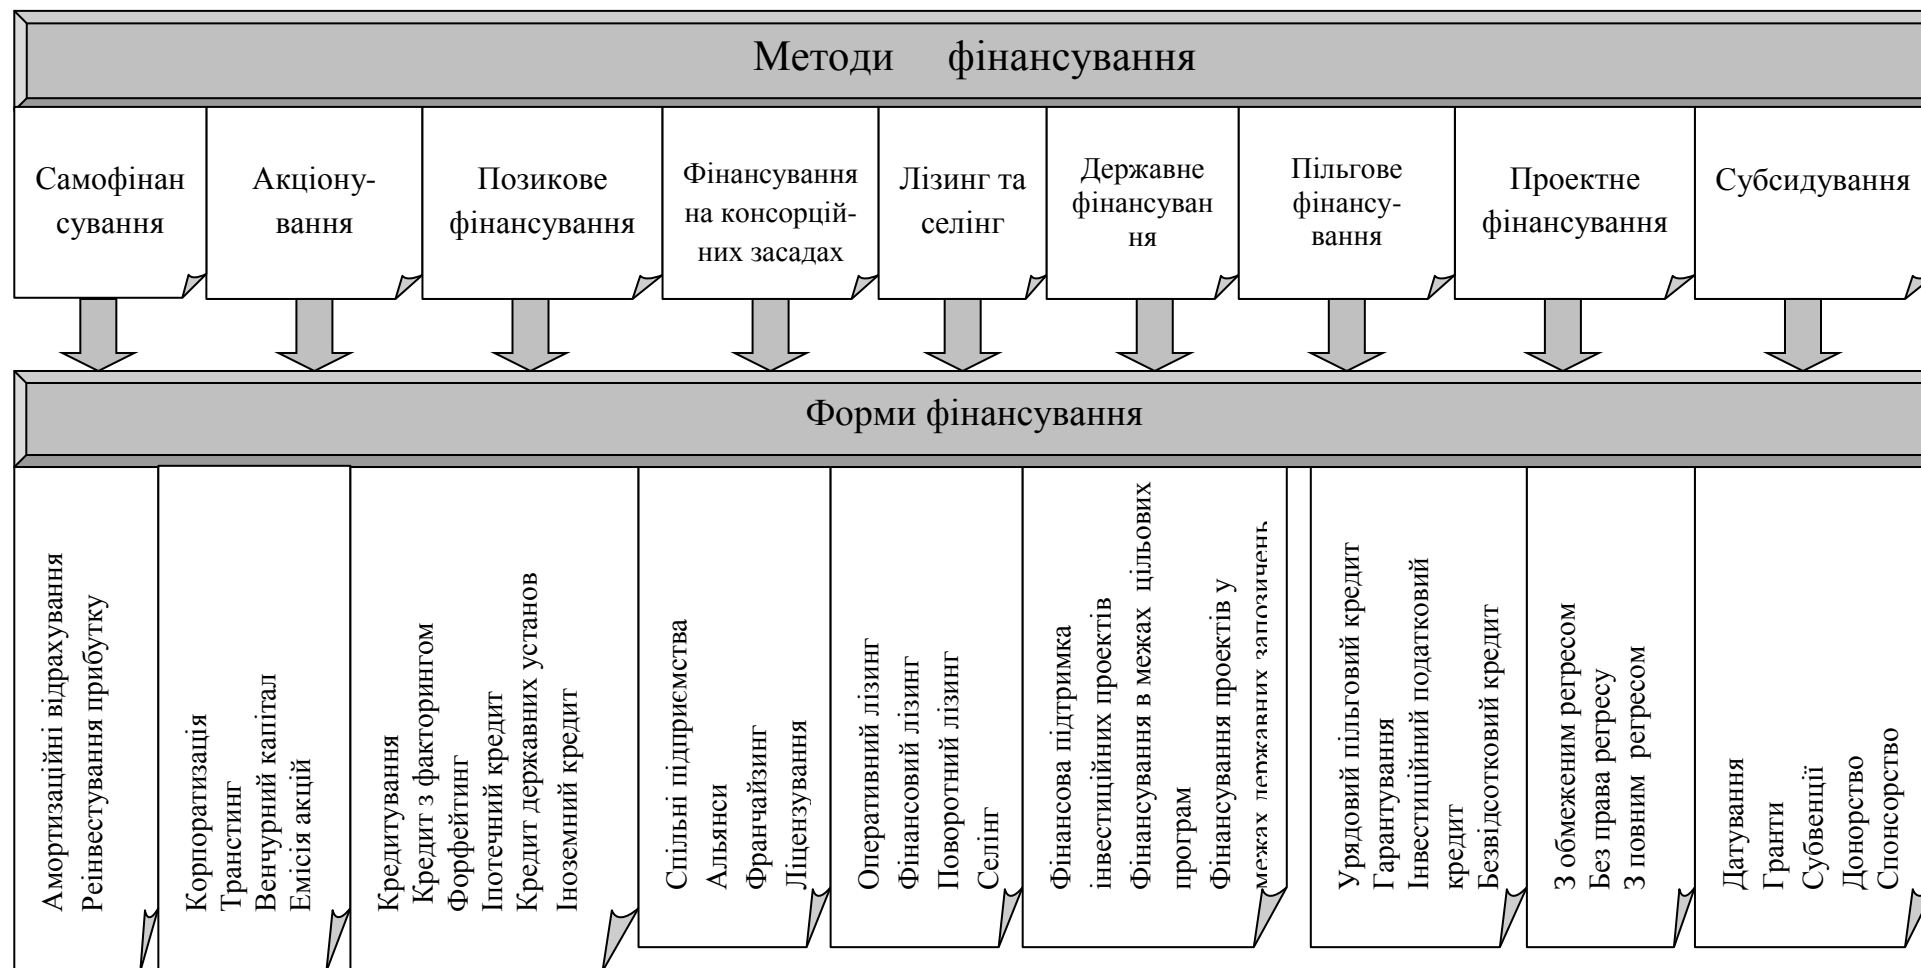 Методи фінансування
Самофінан
сування
Акціону-
вання
Позикове
фінансування
Фінансування
на консорцій-
них засадах
Лізинг та
селінг
Державне
фінансуван
ня
Пільгове
фінансу-
вання
Проектне
фінансування
Субсидування
Форми фінансування
Амортизаційні відрахування
Реінвестування прибутку
Корпоратизація
Транстинг
Венчурний капітал
Емісія акцій
Кредитування
Кредит з факторингом
Форфейтинг
Іпотечний кредит
Кредит державних установ
Іноземний кредит
Спільні підприємства
Альянси
Франчайзинг
Ліцензування
Оперативний лізинг
Фінансовий лізинг
Поворотний лізинг
Селінг
Фінансова підтримка
інвестиційних проектів
Фінансування в межах цільових
програм
Фінансування проектів у
межах державних запозичень
Урядовий пільговий кредит
Гарантування
Інвестиційний податковий
кредит
Безвідсотковий кредит
З обмеженим регресом
Без права регресу
З повним регресом
Датування
Гранти
Субвенції
Донорство
Спонсорство